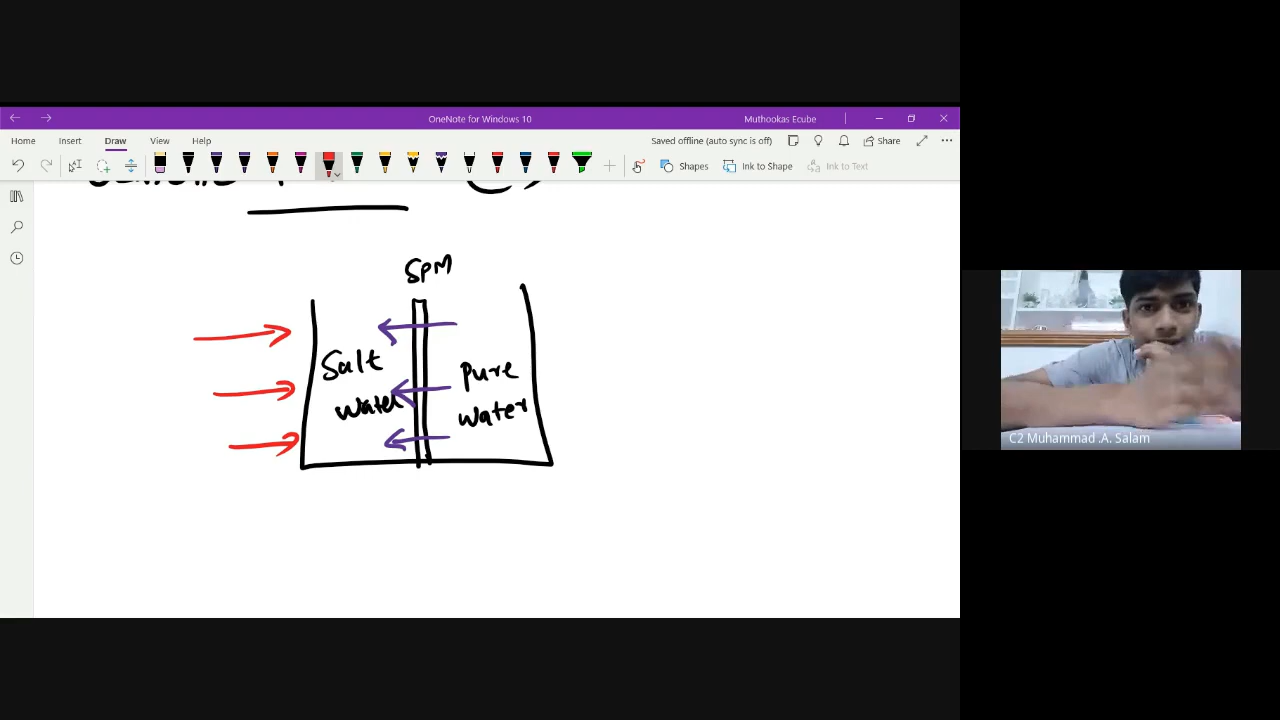 OneNote for Windows 10
Muthookas Ecube
Home Insert Draw View Help
Saved offline (auto sync is off)
Share
Shapes
Ink to Shape
Ink to Text
SPM
Salt
water
Pure
water
C2 Muhammad .A. Salam